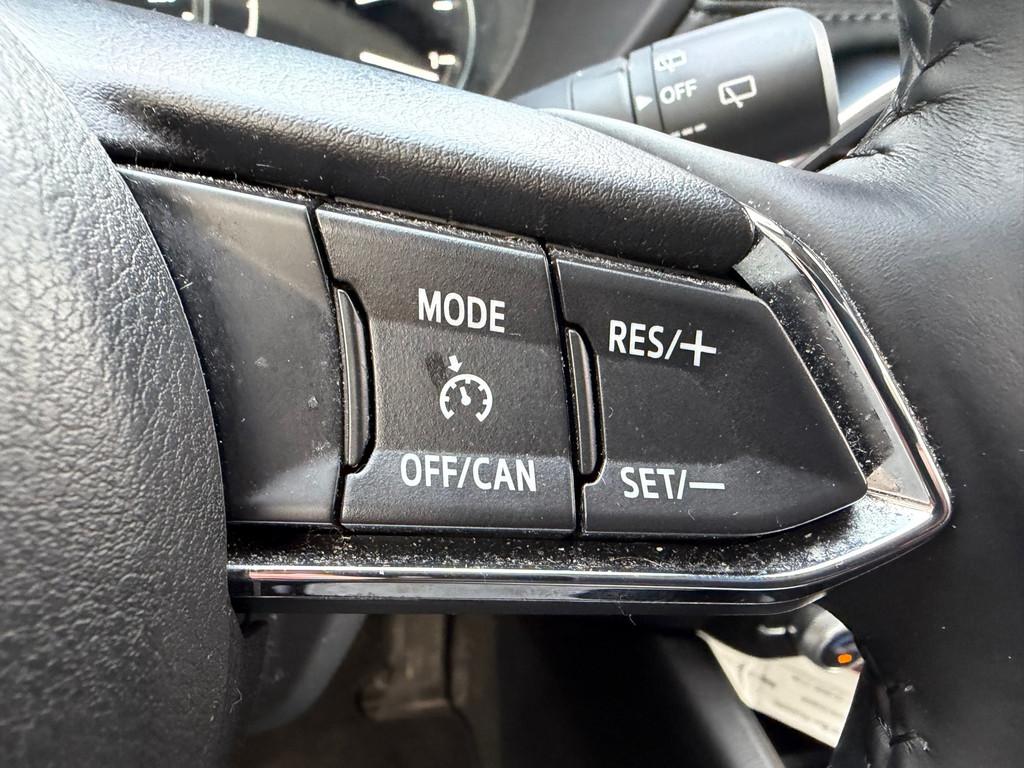 OFF
MODE
RES/+
OFF/CAN
SET/—